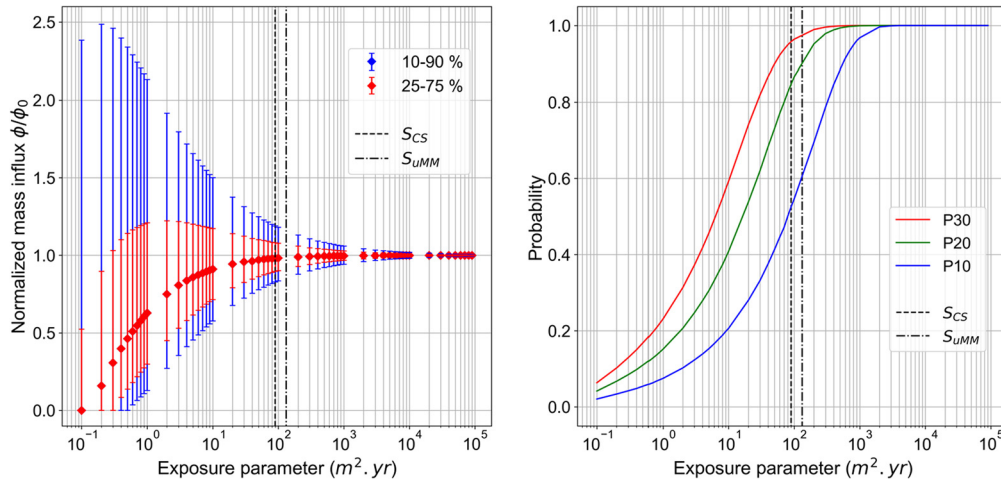 2.5
2.0
1.5
1.0
0.5
0.0
Normalized mass influx ϕ/ϕ₀
10-90 %
25-75 %
S_CS
S_uMM
10⁻¹ 10⁰ 10¹ 10² 10³ 10⁴ 10⁵
Exposure parameter (m². yr)
1.0
0.8
0.6
0.4
0.2
0.0
Probability
P30
P20
P10
S_CS
S_uMM
10⁻¹ 10⁰ 10¹ 10² 10³ 10⁴ 10⁵
Exposure parameter (m². yr)